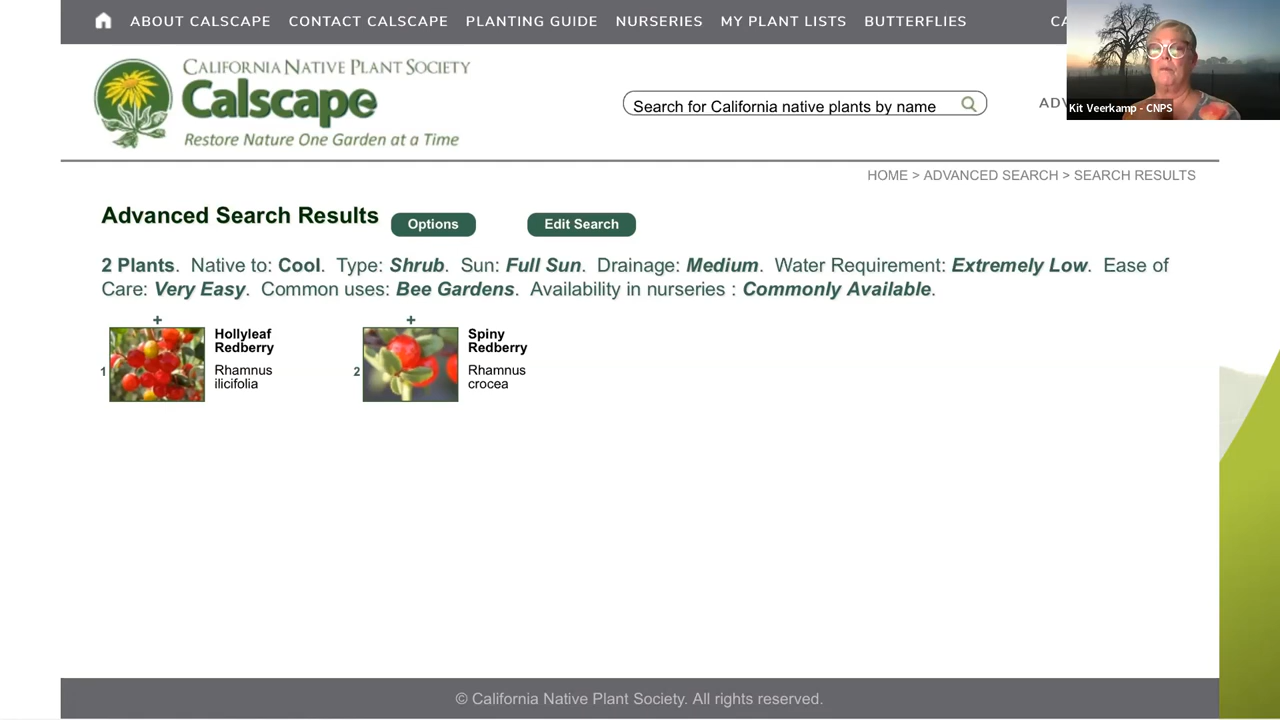 ABOUT CALSCAPE CONTACT CALSCAPE PLANTING GUIDE NURSERIES MY PLANT LISTS BUTTERFLIES CA
CALIFORNIA NATIVE PLANT SOCIETY
Calscape
Restore Nature One Garden at a Time
Search for California native plants by name
ADV
Kit Veerkamp - CNPS
HOME > ADVANCED SEARCH > SEARCH RESULTS
Advanced Search Results
Options
Edit Search
2 Plants. Native to: Cool. Type: Shrub. Sun: Full Sun. Drainage: Medium. Water Requirement: Extremely Low. Ease of
Care: Very Easy. Common uses: Bee Gardens. Availability in nurseries : Commonly Available.
+
1
Hollyleaf
Redberry
Rhamnus
ilicifolia
+
2
Spiny
Redberry
Rhamnus
crocea
© California Native Plant Society. All rights reserved.